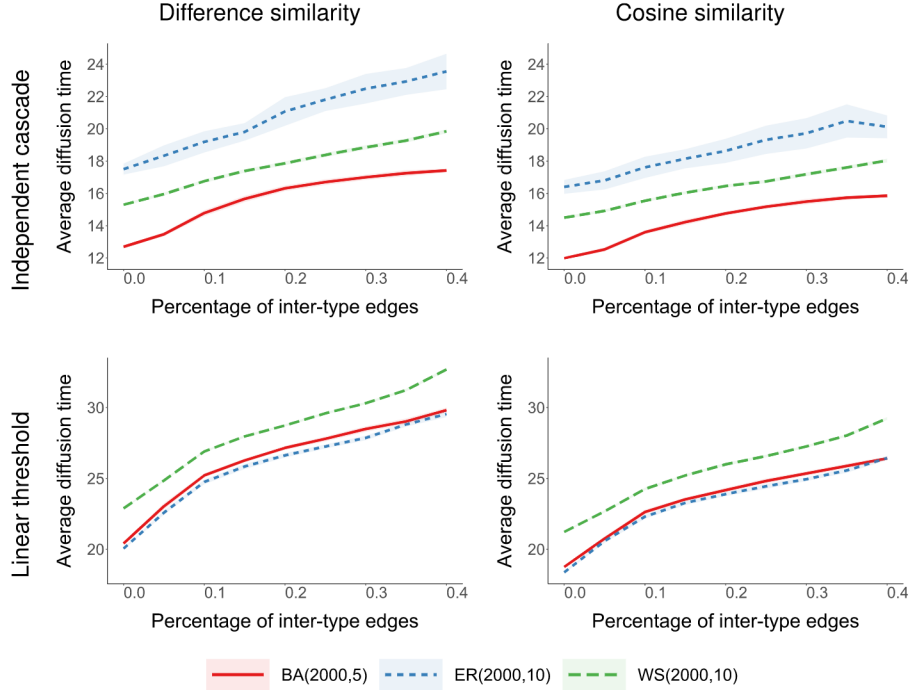 Difference similarity
Cosine similarity
Independent cascade
Average diffusion time
24
22
20
18
16
14
12
0.0 0.1 0.2 0.3 0.4
Percentage of inter-type edges
Average diffusion time
24
22
20
18
16
14
12
0.0 0.1 0.2 0.3 0.4
Percentage of inter-type edges
Linear threshold
Average diffusion time
30
25
20
0.0 0.1 0.2 0.3 0.4
Percentage of inter-type edges
Average diffusion time
30
25
20
0.0 0.1 0.2 0.3 0.4
Percentage of inter-type edges
BA(2000,5) ER(2000,10) WS(2000,10)